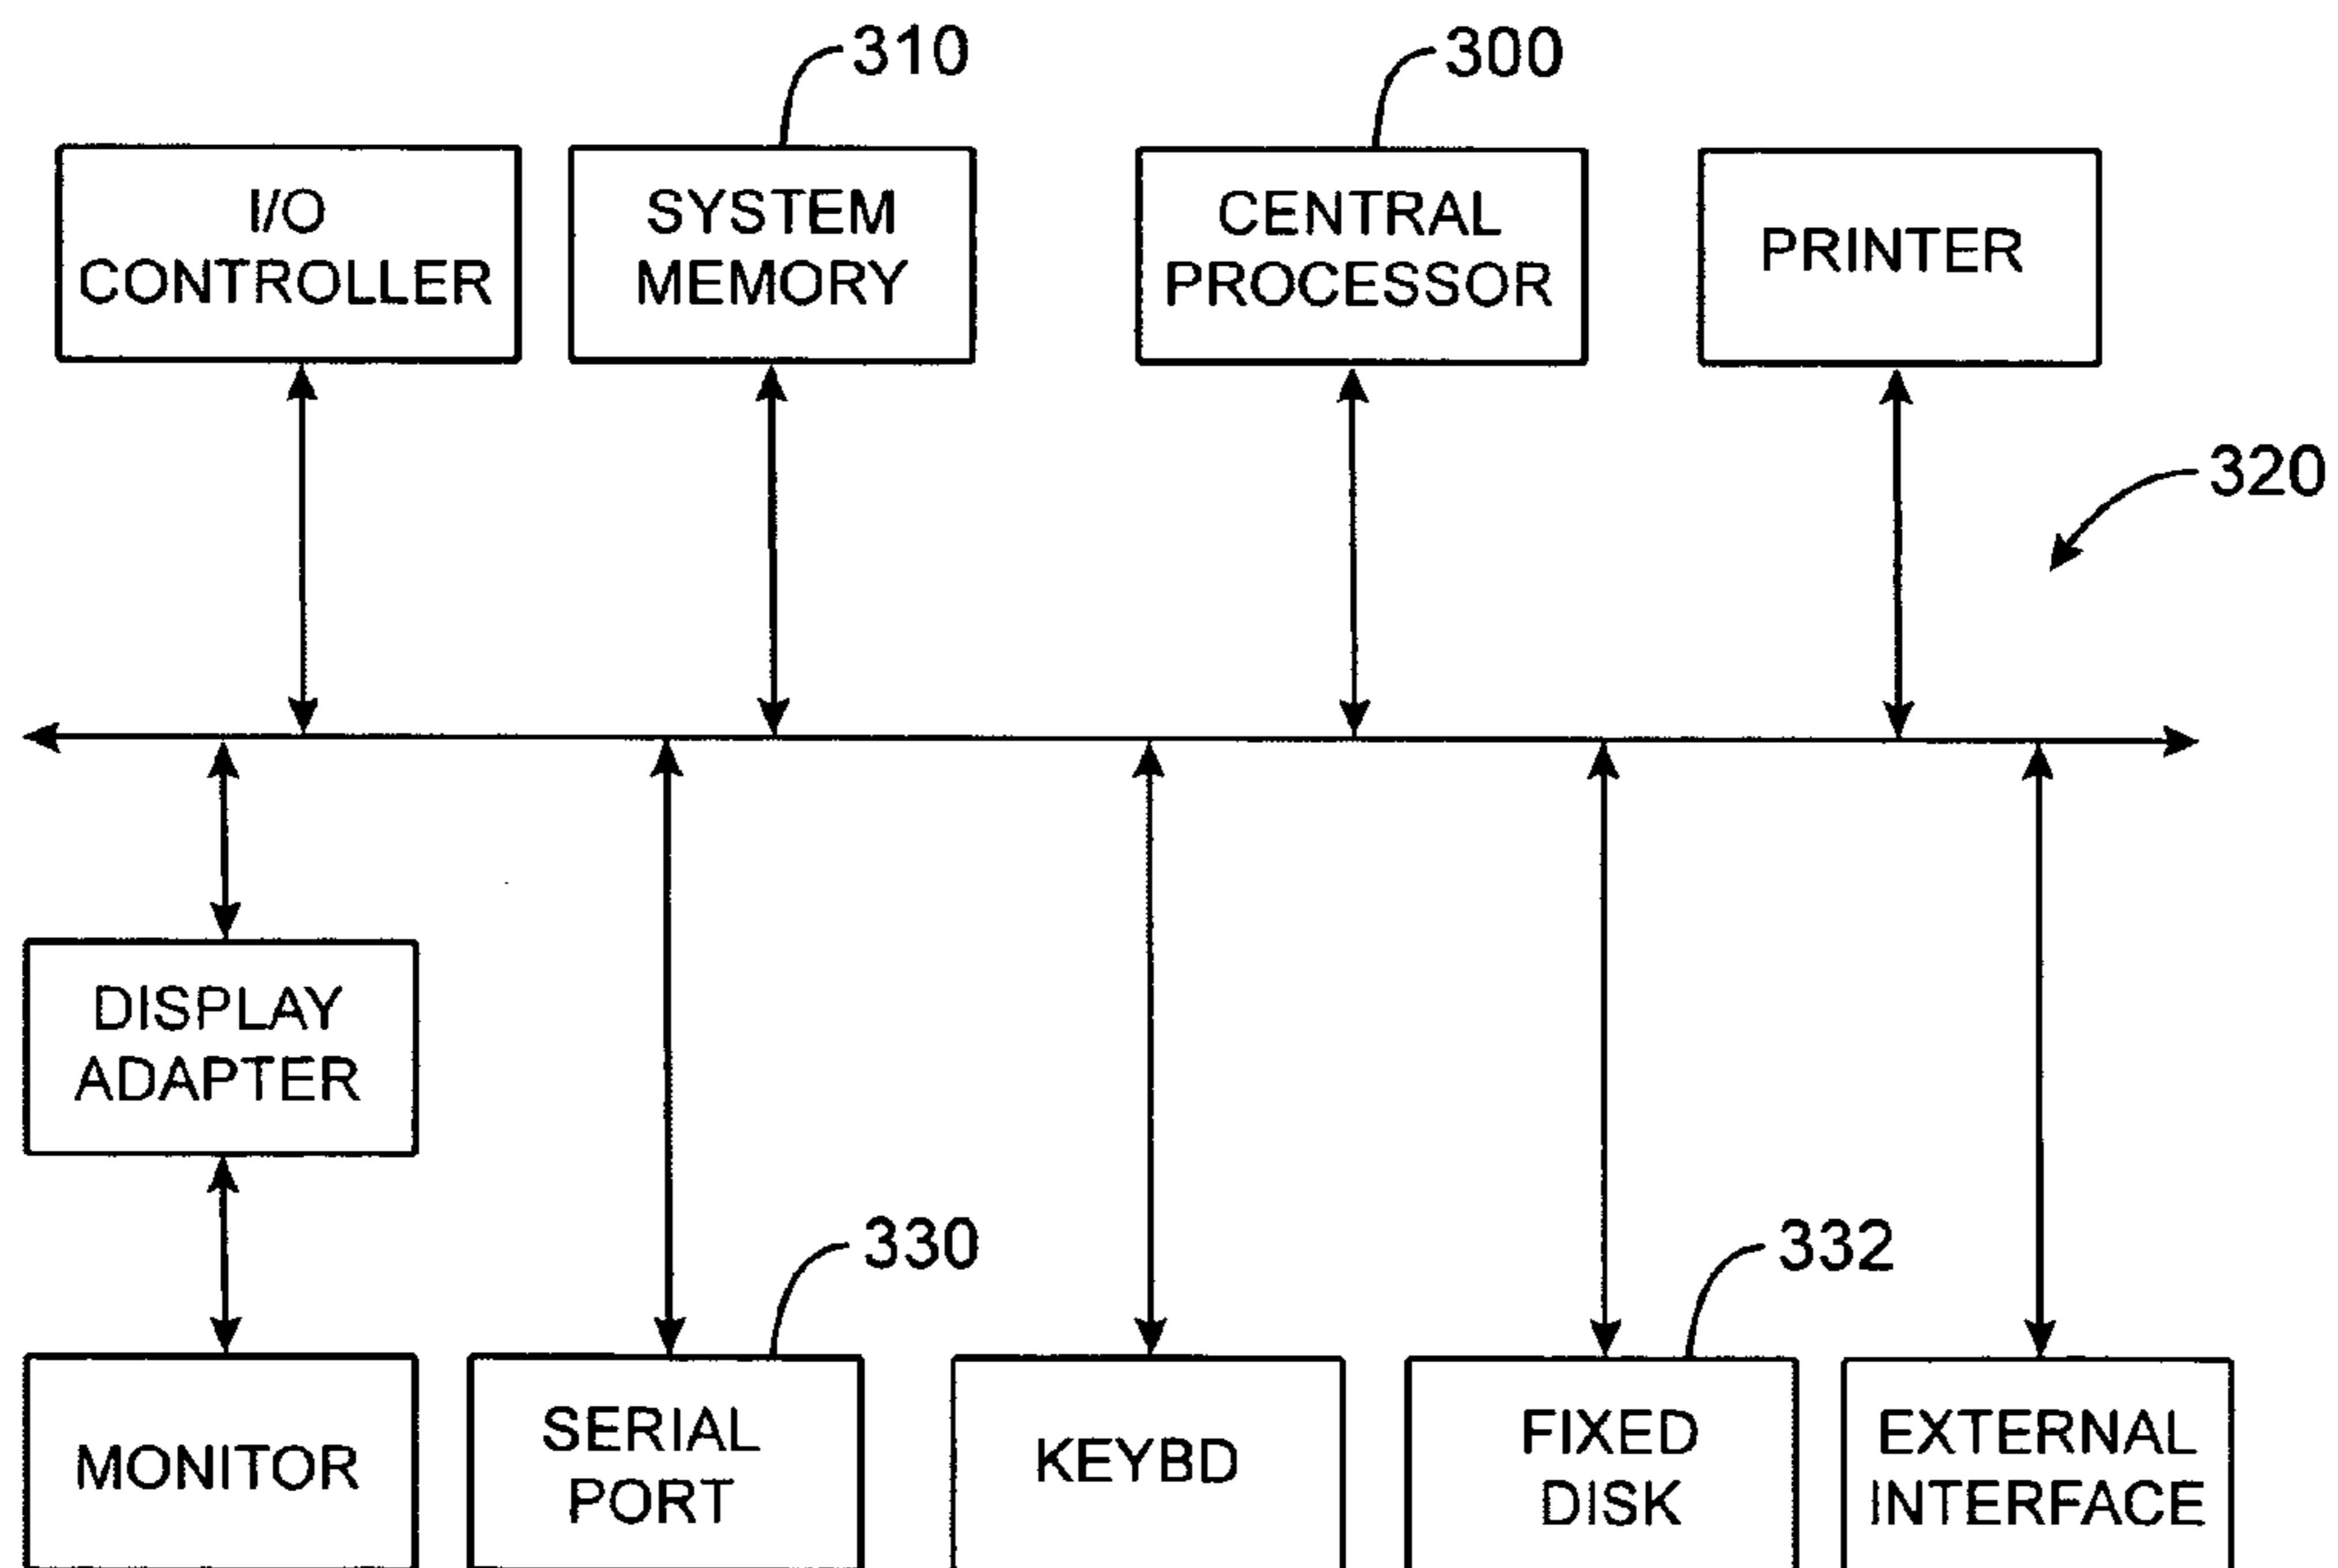 310
300
I/O
CONTROLLER
SYSTEM
MEMORY
CENTRAL
PROCESSOR
PRINTER
320
DISPLAY
ADAPTER
330
332
MONITOR
SERIAL
PORT
KEYBD
FIXED
DISK
EXTERNAL
INTERFACE